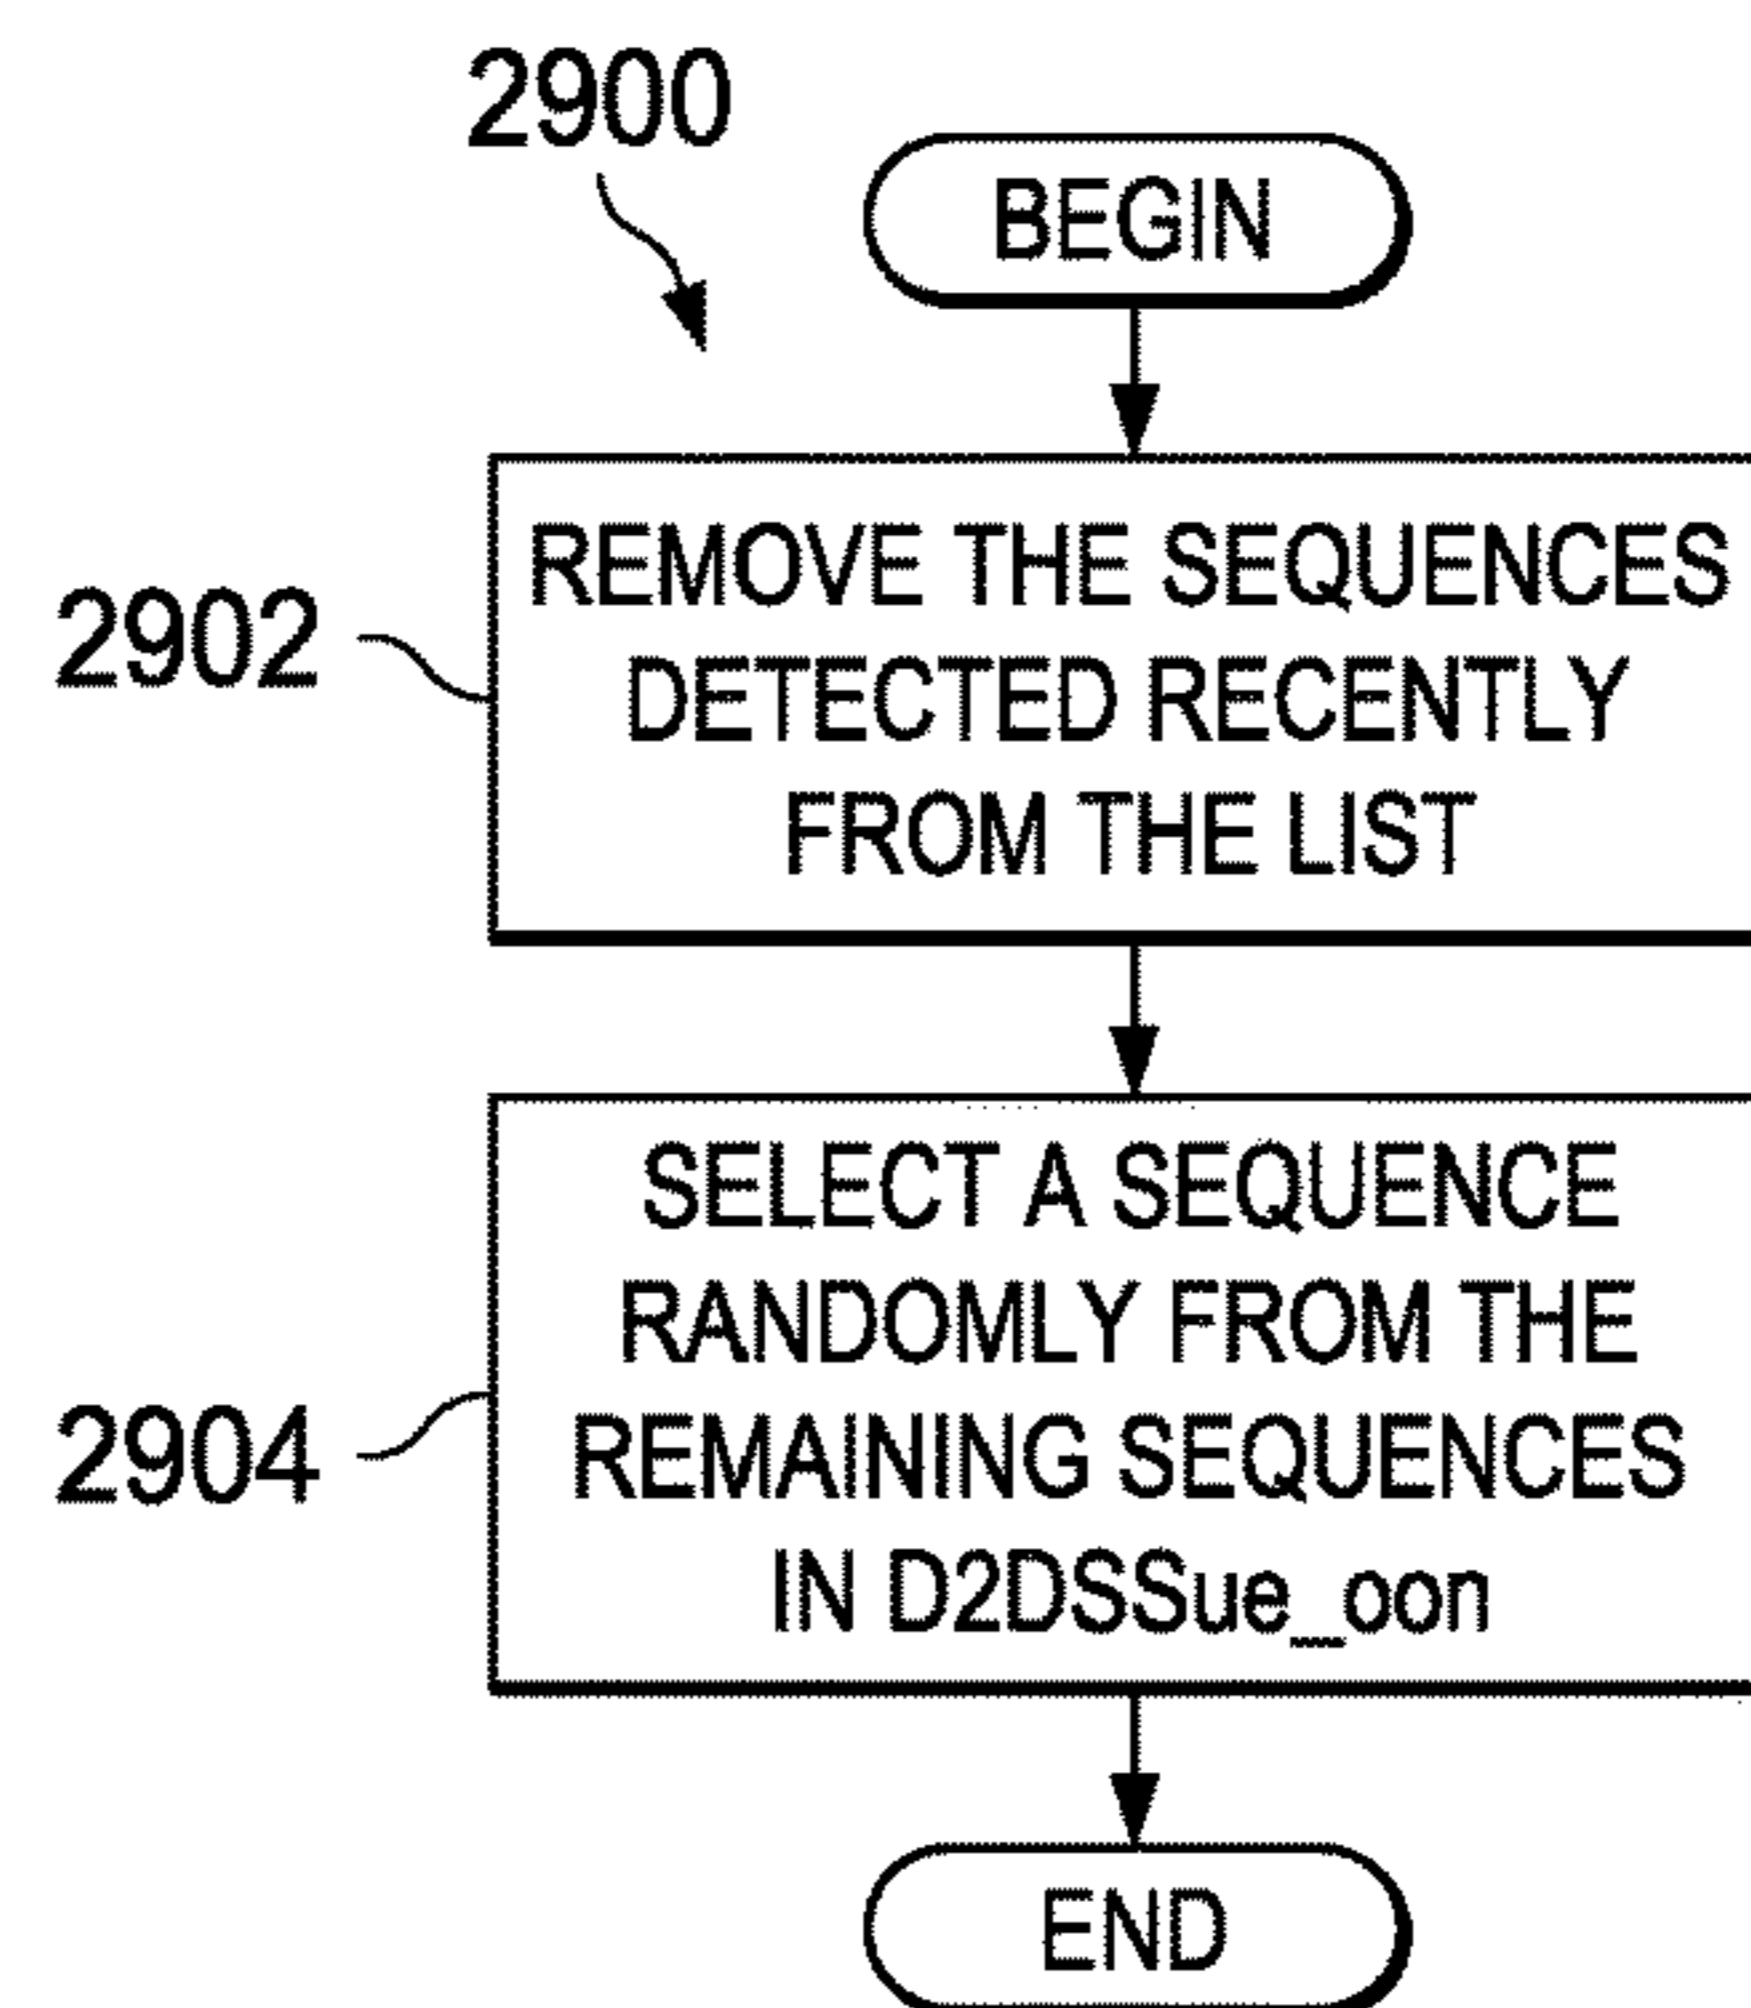 2900
BEGIN
2902
REMOVE THE SEQUENCES
DETECTED RECENTLY
FROM THE LIST
2904
SELECT A SEQUENCE
RANDOMLY FROM THE
REMAINING SEQUENCES
IN D2DSSue_oon
END